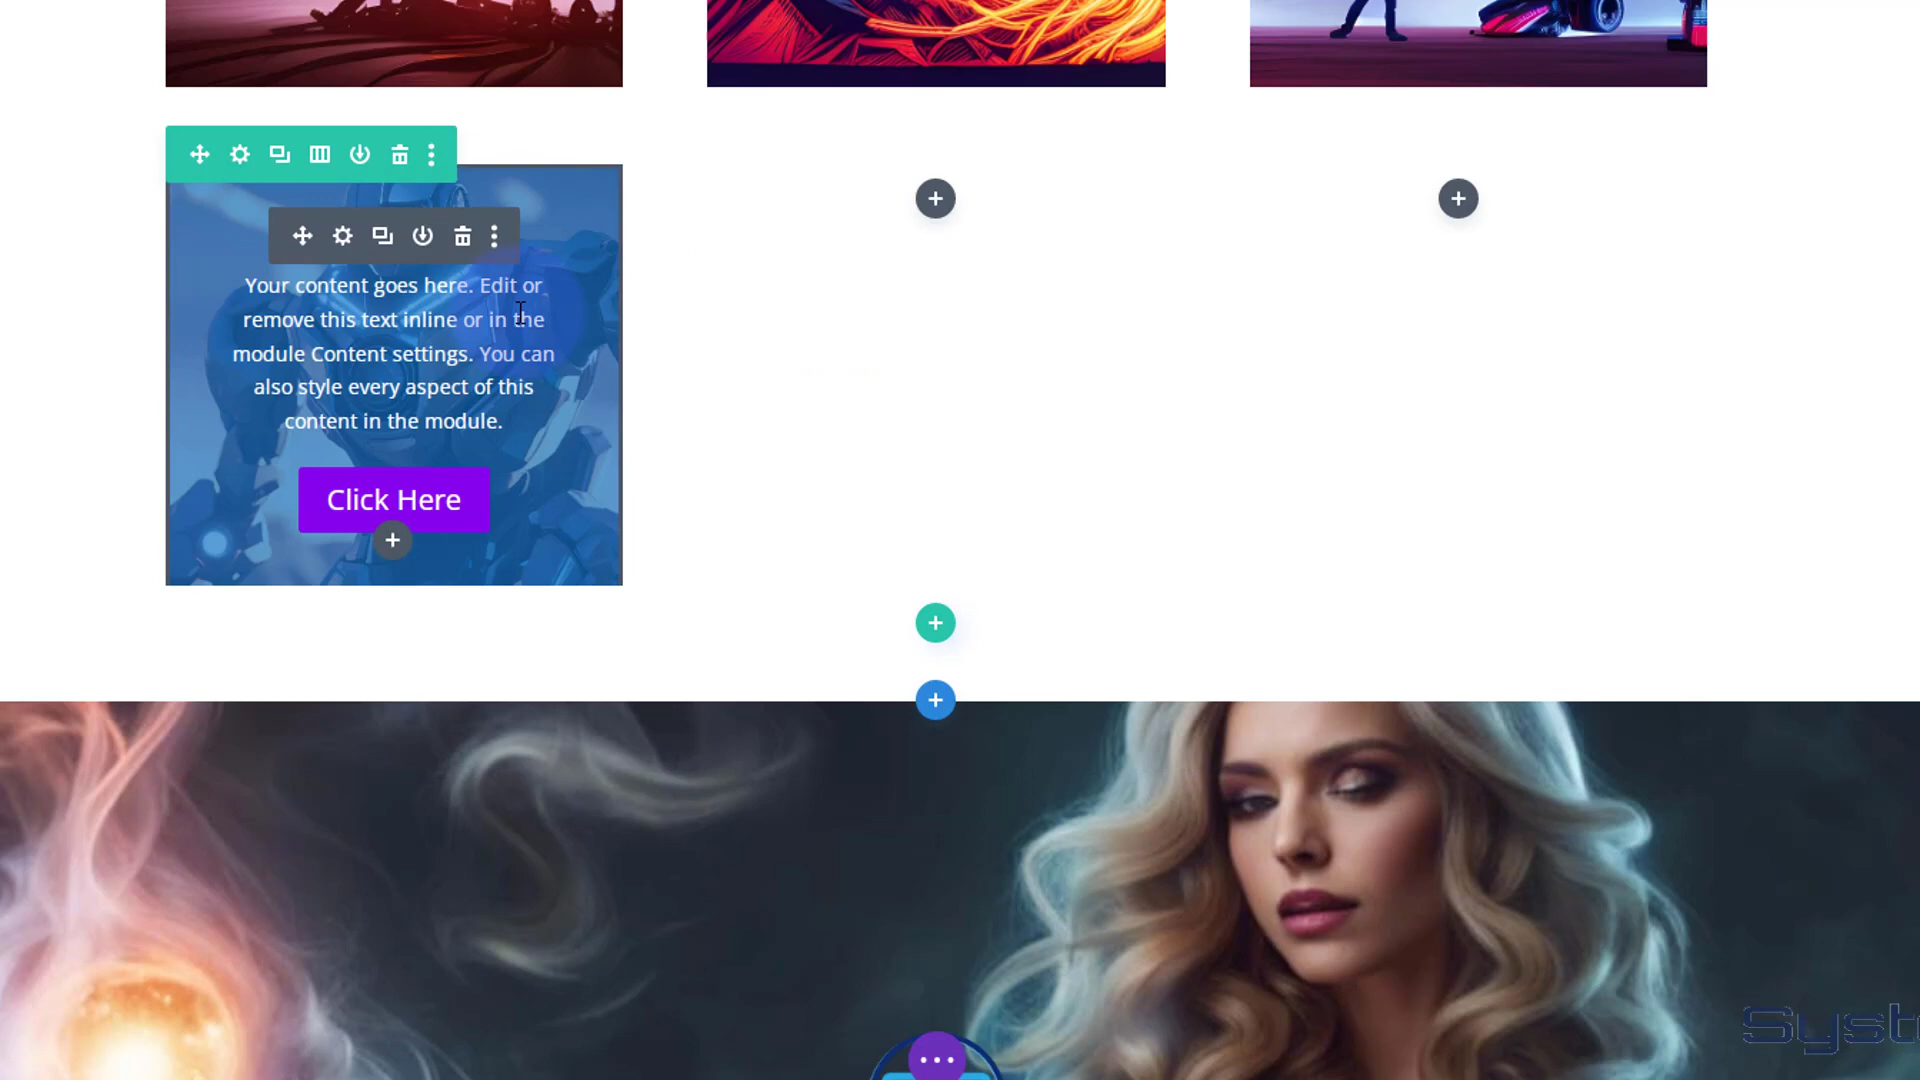 Your content goes here. Edit or
remove this text inline or in the
module Content settings. You can
also style every aspect of this
content in the module.
Click Here
Syst